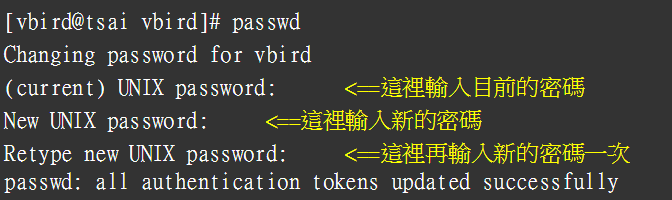 [vbird@tsai vbird]# passwd
Changing password for vbird
(current) UNIX password: <==這裡輸入目前的密碼
New UNIX password: <==這裡輸入新的密碼
Retype new UNIX password: <==這裡再輸入新的密碼一次
passwd: all authentication tokens updated successfully